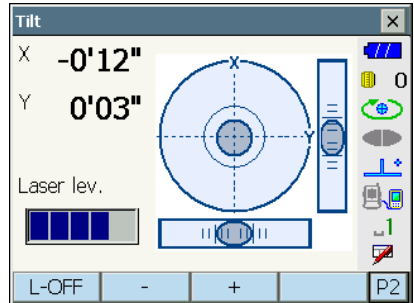 Tilt
X -0'12"
Y 0'03"
X
Y
0
Laser lev.
1
L-OFF - + P2